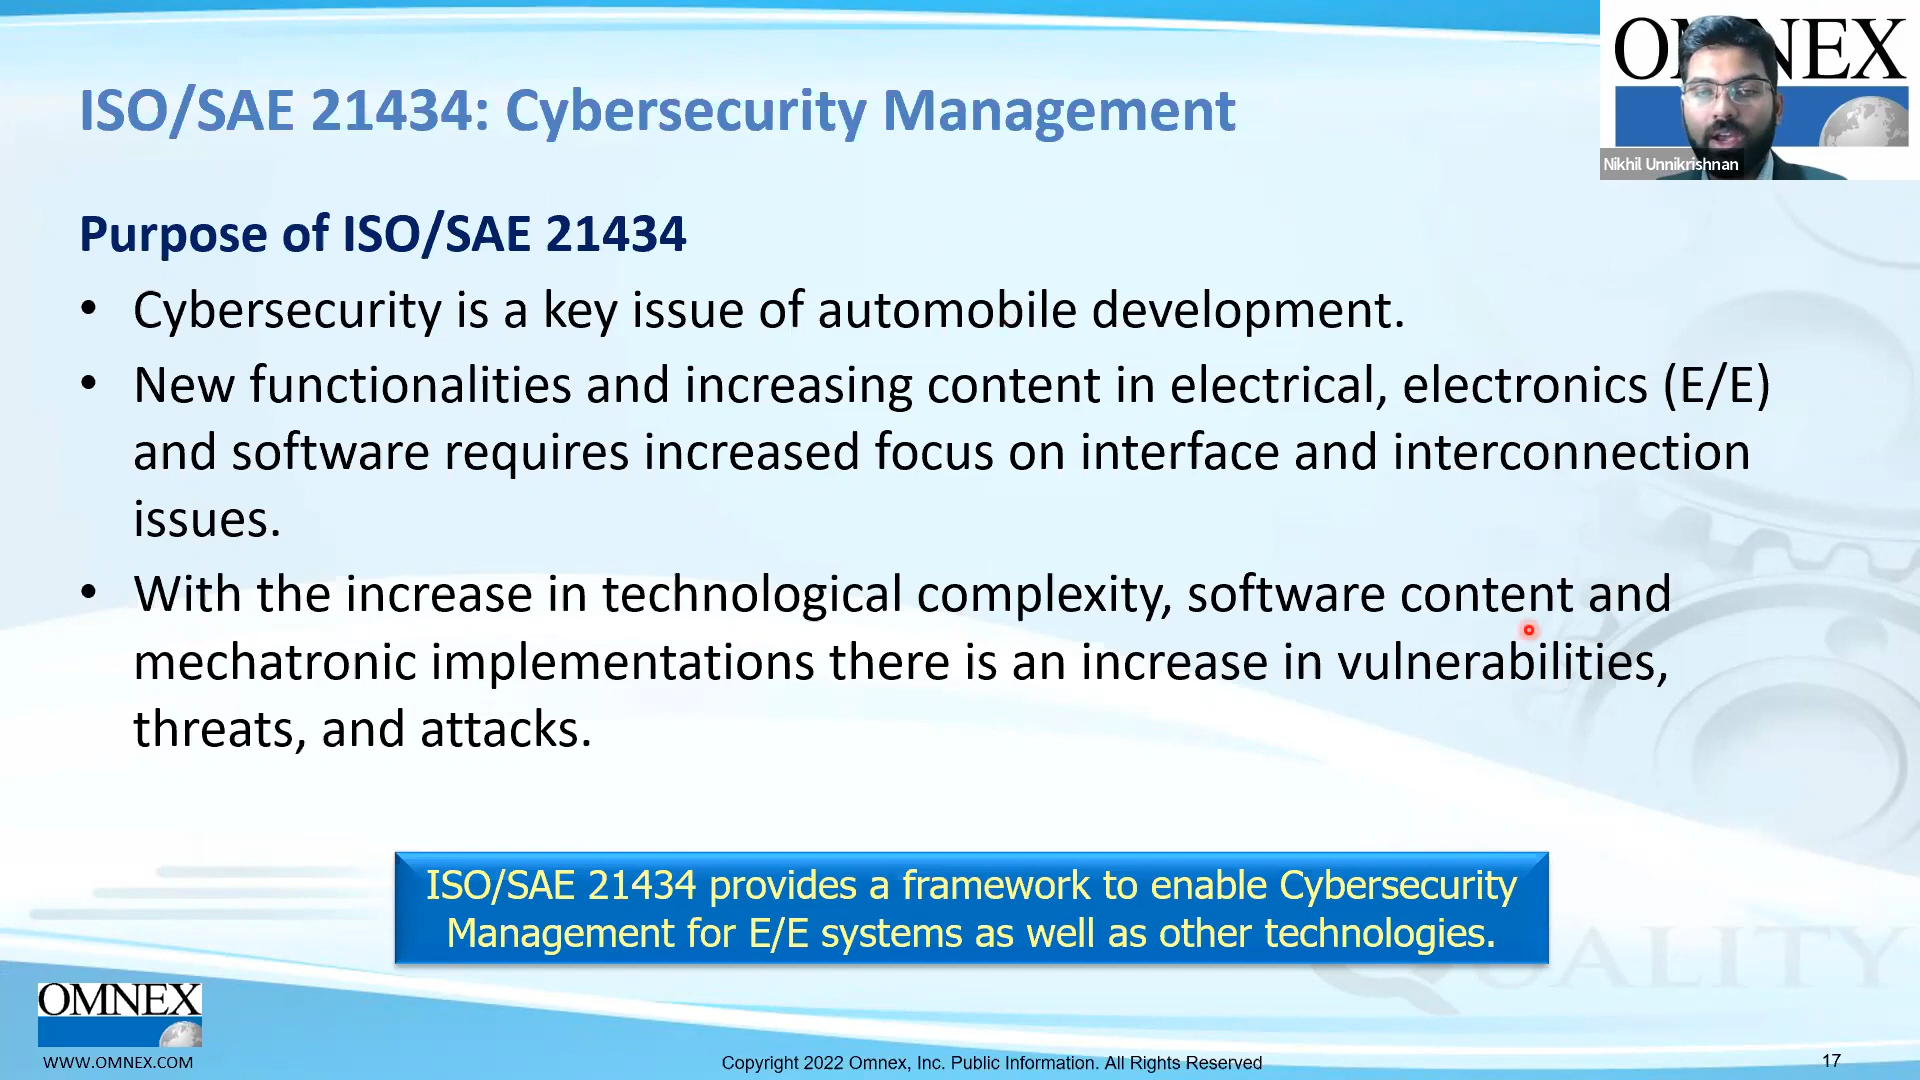 OMNEX
Nikhil Unnikrishnan
ISO/SAE 21434: Cybersecurity Management
Purpose of ISO/SAE 21434
• Cybersecurity is a key issue of automobile development.
• New functionalities and increasing content in electrical, electronics (E/E)
and software requires increased focus on interface and interconnection
issues.
• With the increase in technological complexity, software content and
mechatronic implementations there is an increase in vulnerabilities,
threats, and attacks.
ISO/SAE 21434 provides a framework to enable Cybersecurity
Management for E/E systems as well as other technologies.
QUALITY
OMNEX
WWW.OMNEX.COM
Copyright 2022 Omnex, Inc. Public Information. All Rights Reserved
17